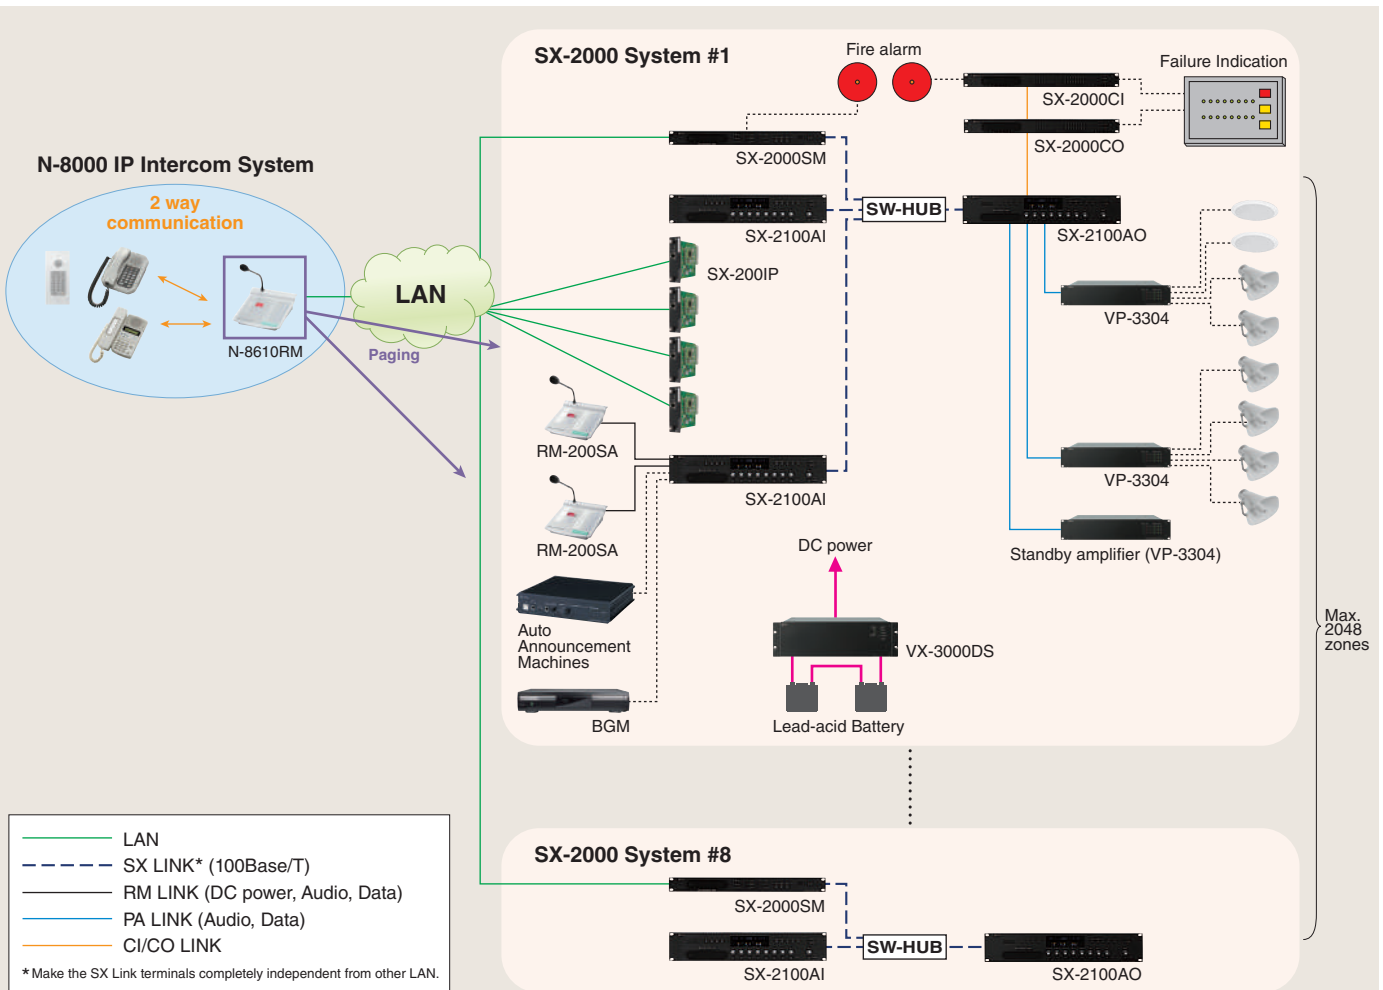 SX-2000 System #1
Fire alarm
Failure Indication
SX-2000CI
SX-2000CO
SX-2000SM
N-8000 IP Intercom System
2 way
communication
SW-HUB
SX-2100AI
SX-2100AO
SX-200IP
LAN
VP-3304
N-8610RM
Paging
RM-200SA
SX-2100AI
VP-3304
RM-200SA
DC power
Standby amplifier (VP-3304)
Auto
Announcement
Machines
VX-3000DS
Max.
2048
zones
BGM
Lead-acid Battery
SX-2000 System #8
SX-2000SM
SW-HUB
SX-2100AI
SX-2100AO
LAN
SX LINK* (100Base/T)
RM LINK (DC power, Audio, Data)
PA LINK (Audio, Data)
CI/CO LINK
*Make the SX Link terminals completely independent from other LAN.